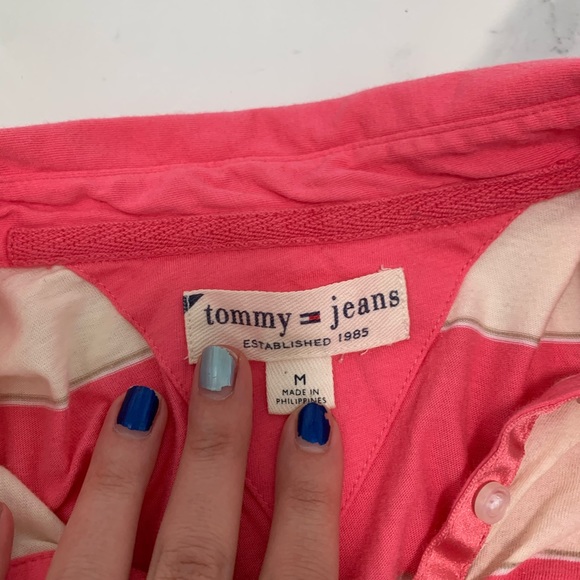 tommy jeans
ESTABLISHED 1985
M
MADE IN
PHILIPPINES